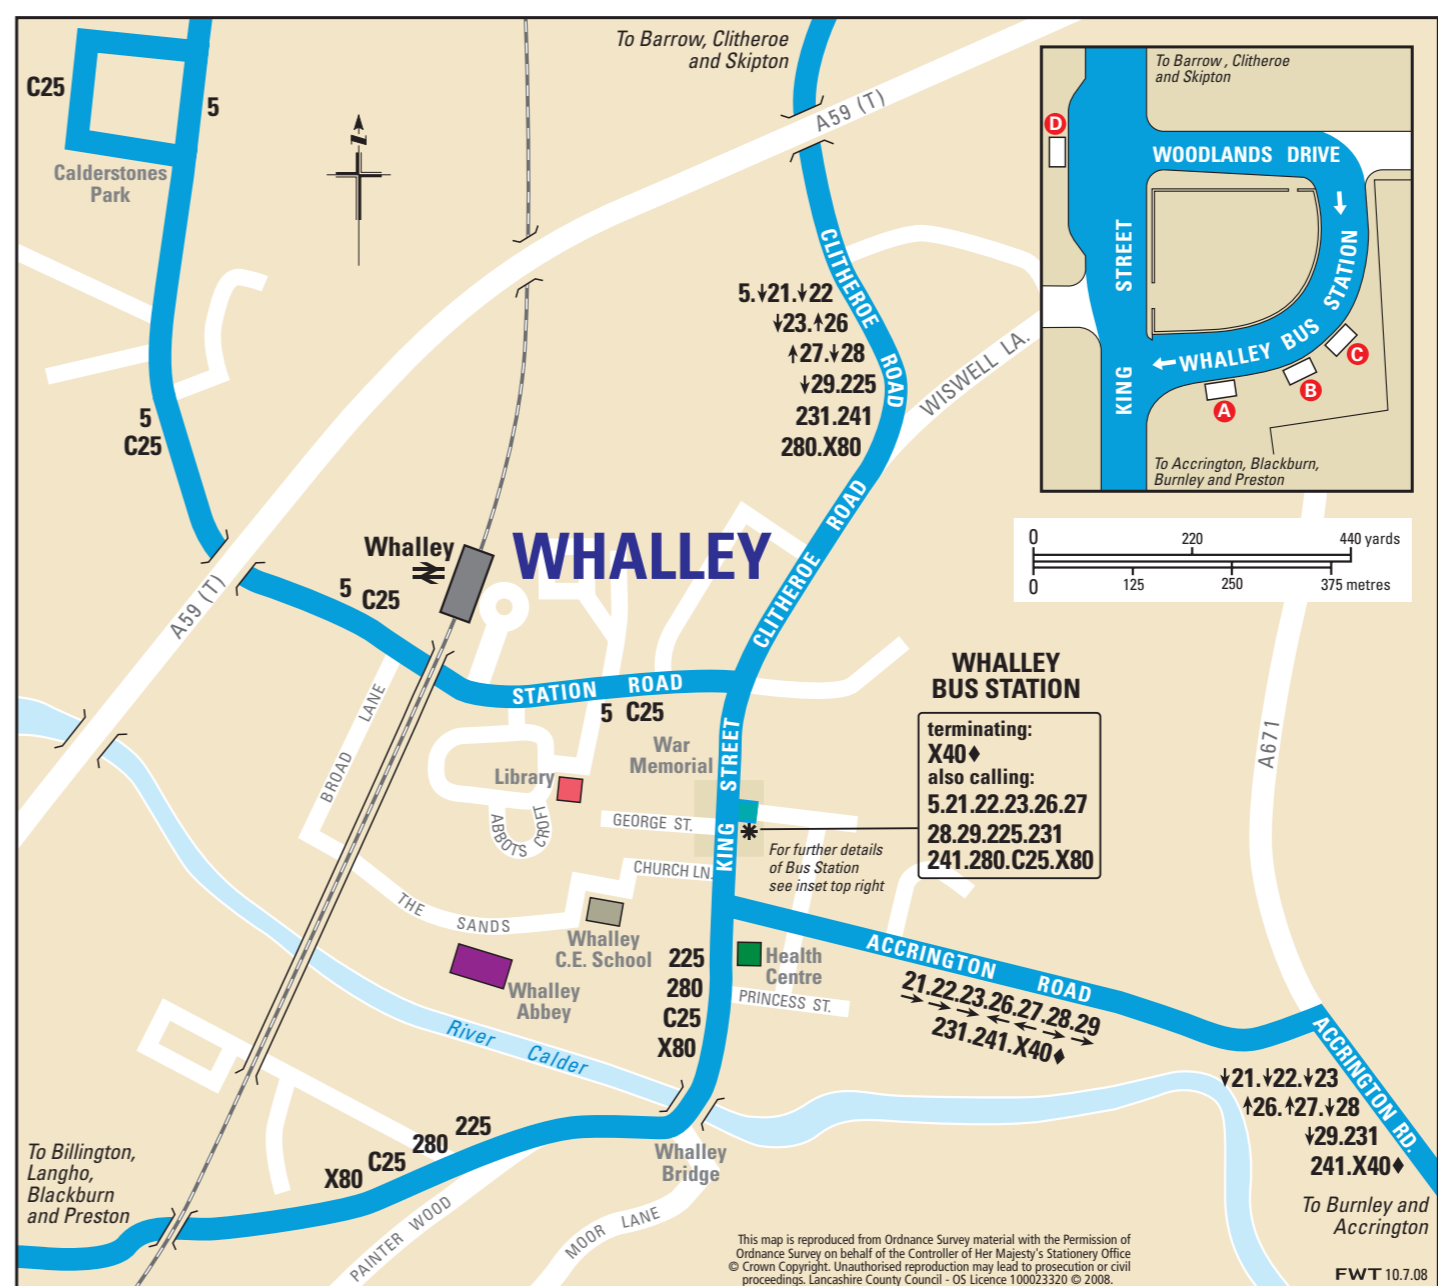 To Barrow, Clitheroe
and Skipton
C25
5
Calderstones
Park
N
A59 (T)
To Barrow , Clitheroe
and Skipton
D
WOODLANDS DRIVE
KING STREET
WHALLEY BUS STATION
A
B
C
To Accrington, Blackburn,
Burnley and Preston
CLITHEROE ROAD
5.↓21.↓22
↓23.↑26
↑27.↓28
↓29.225
231.241
280.X80
WISWELL LA.
5
C25
0 220 440 yards
0 125 250 375 metres
Whalley
WHALLEY
A59 (T)
5 C25
CLITHEROE ROAD
A671
STATION ROAD
5 C25
WHALLEY
BUS STATION
terminating:
X40♦
also calling:
5.21.22.23.26.27
28.29.225.231
241.280.C25.X80
BROAD LANE
War
Memorial
Library
ABBOTS CROFT
GEORGE ST.
KING STREET
*
For further details
of Bus Station
see inset top right
CHURCH LN.
THE SANDS
Whalley
C.E. School
Whalley
Abbey
225
280
C25
X80
Health
Centre
PRINCESS ST.
ACCRINGTON ROAD
21.22.23.26.27.28.29
→ → → ← ← → →
231.241.X40♦
ACCRINGTON RD.
↓21.↓22.↓23
↑26.↑27.↓28
↓29.231
241.X40♦
River Calder
To Billington,
Langho,
Blackburn
and Preston
X80 C25 280 225
Whalley
Bridge
PAINTER WOOD
MOOR LANE
To Burnley and
Accrington
This map is reproduced from Ordnance Survey material with the Permission of
Ordnance Survey on behalf of the Controller of Her Majesty's Stationery Office
© Crown Copyright. Unauthorised reproduction may lead to prosecution or civil
proceedings. Lancashire County Council - OS Licence 100023320 © 2008.
FWT 10.7.08